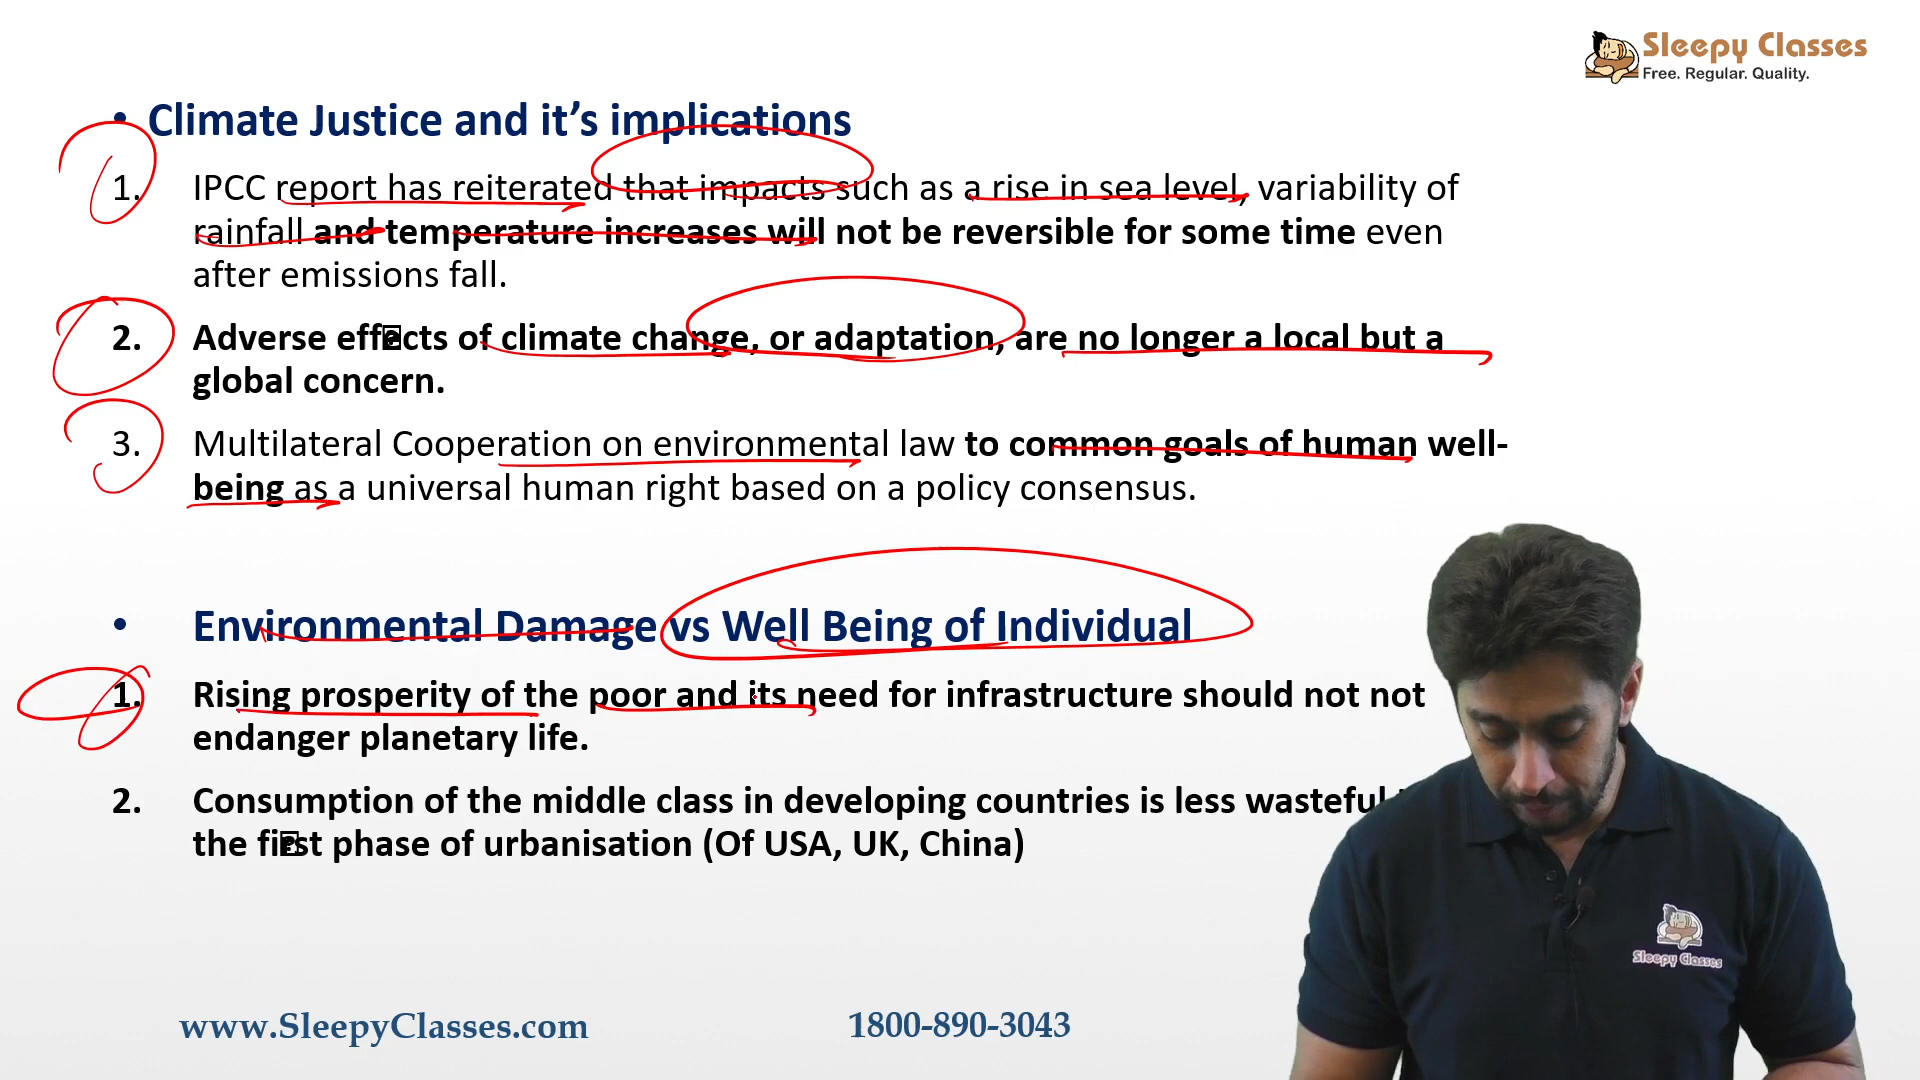 Sleepy Classes
Free. Regular. Quality.
• Climate Justice and it’s implications
1. IPCC report has reiterated that impacts such as a rise in sea level, variability of
rainfall and temperature increases will not be reversible for some time even
after emissions fall.
2. Adverse effects of climate change, or adaptation, are no longer a local but a
global concern.
3. Multilateral Cooperation on environmental law to common goals of human well-
being as a universal human right based on a policy consensus.
• Environmental Damage vs Well Being of Individual
1. Rising prosperity of the poor and its need for infrastructure should not not
endanger planetary life.
2. Consumption of the middle class in developing countries is less wasteful
the first phase of urbanisation (Of USA, UK, China)
Sleepy Classes
www.SleepyClasses.com
1800-890-3043